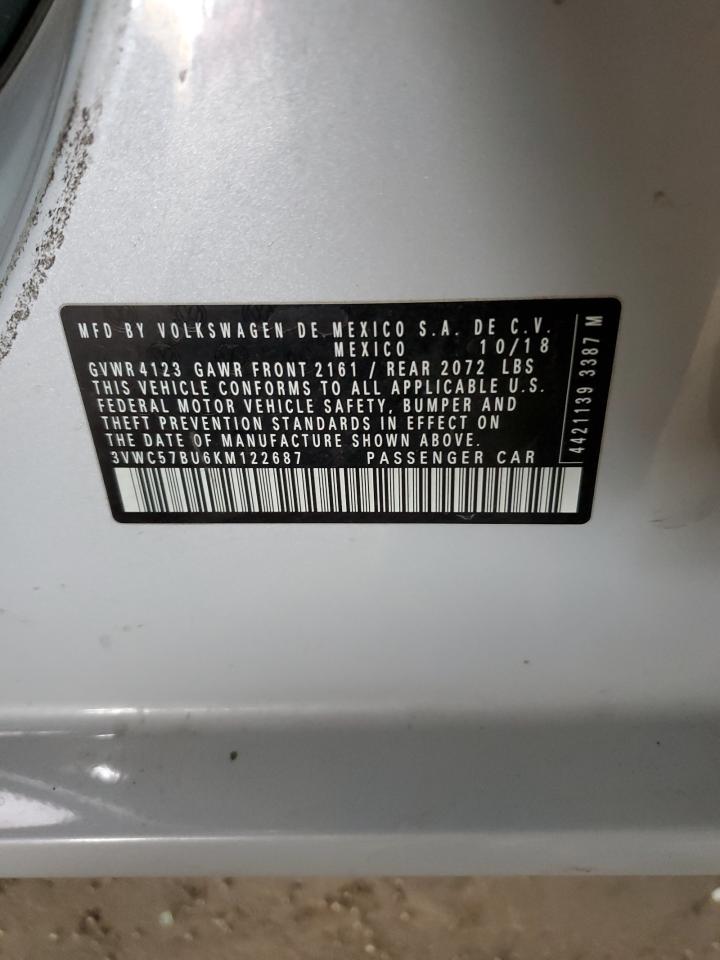 MFD BY VOLKSWAGEN DE MEXICO S.A. DE C.V.
MEXICO 10/18
GVWR 4123 GAWR FRONT 2161 / REAR 2072 LBS
THIS VEHICLE CONFORMS TO ALL APPLICABLE U.S.
FEDERAL MOTOR VEHICLE SAFETY, BUMPER AND
THEFT PREVENTION STANDARDS IN EFFECT ON
THE DATE OF MANUFACTURE SHOWN ABOVE.
3VWC57BU6KM122687 PASSENGER CAR
4421139 3387 M